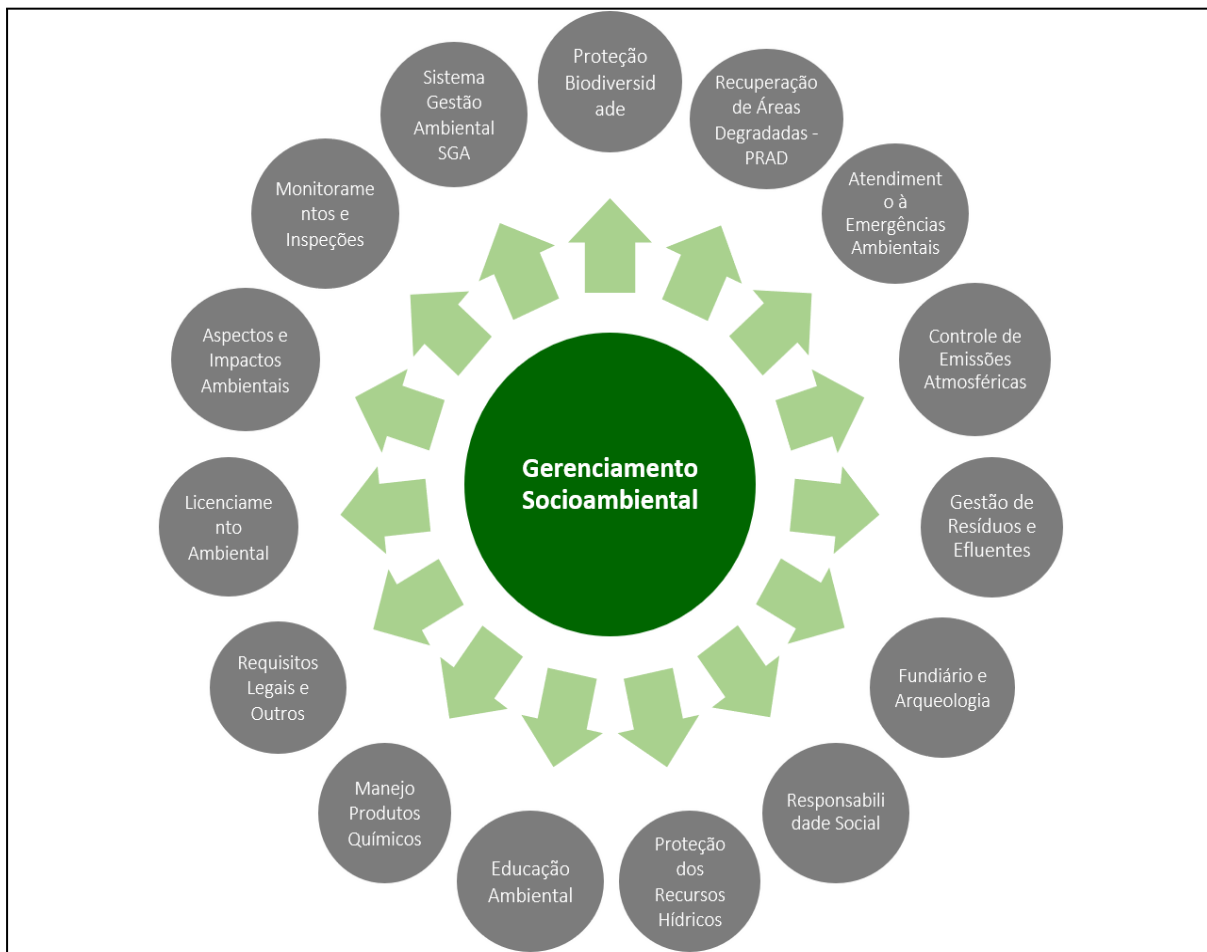 Proteção
Biodiversid
ade
Recuperação
de Áreas
Degradadas -
PRAD
Atendiment
o à
Emergências
Ambientais
Controle de
Emissões
Atmosféricas
Gestão de
Resíduos e
Efluentes
Fundiário e
Arqueologia
Responsabili
dade Social
Proteção
dos
Recursos
Hídricos
Educação
Ambiental
Manejo
Produtos
Químicos
Requisitos
Legais e
Outros
Licenciame
nto
Ambiental
Aspectos e
Impactos
Ambientais
Monitorame
ntos e
Inspeções
Sistema
Gestão
Ambiental
SGA
Gerenciamento
Socioambiental